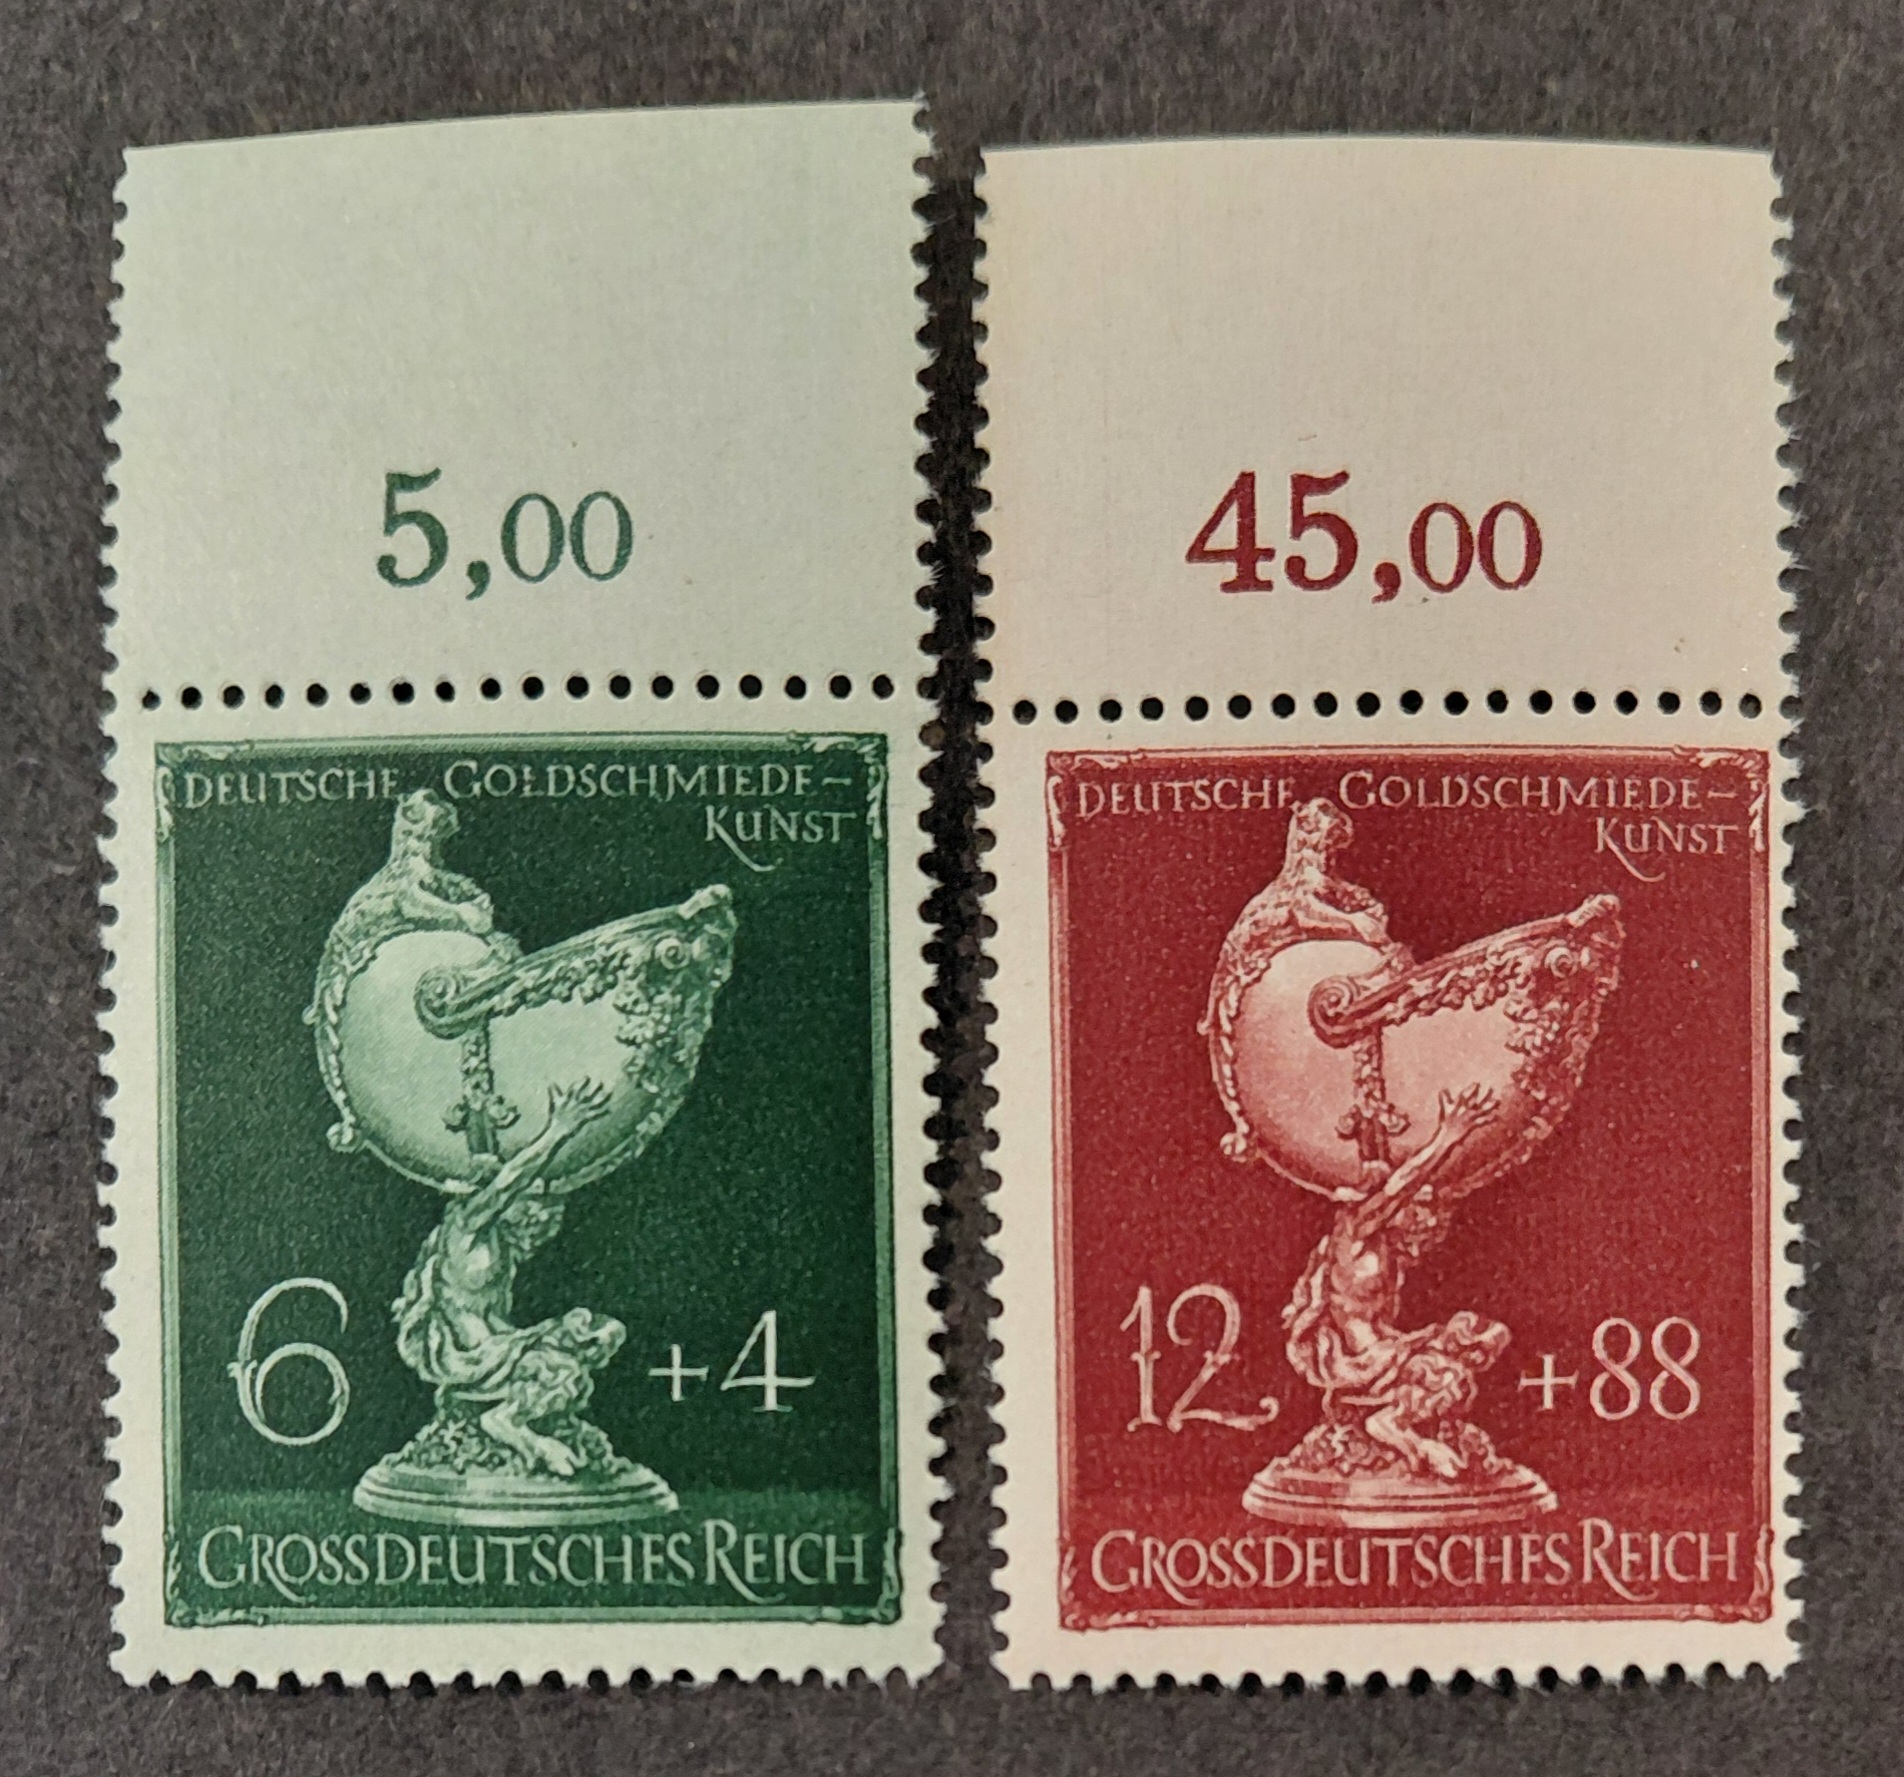 5,00
DEUTSCHE GOLDSCHMIEDE-
KUNST
6 +4
GROSSDEUTSCHES REICH
45,00
DEUTSCHE GOLDSCHMIEDE-
KUNST
12 +88
GROSSDEUTSCHES REICH